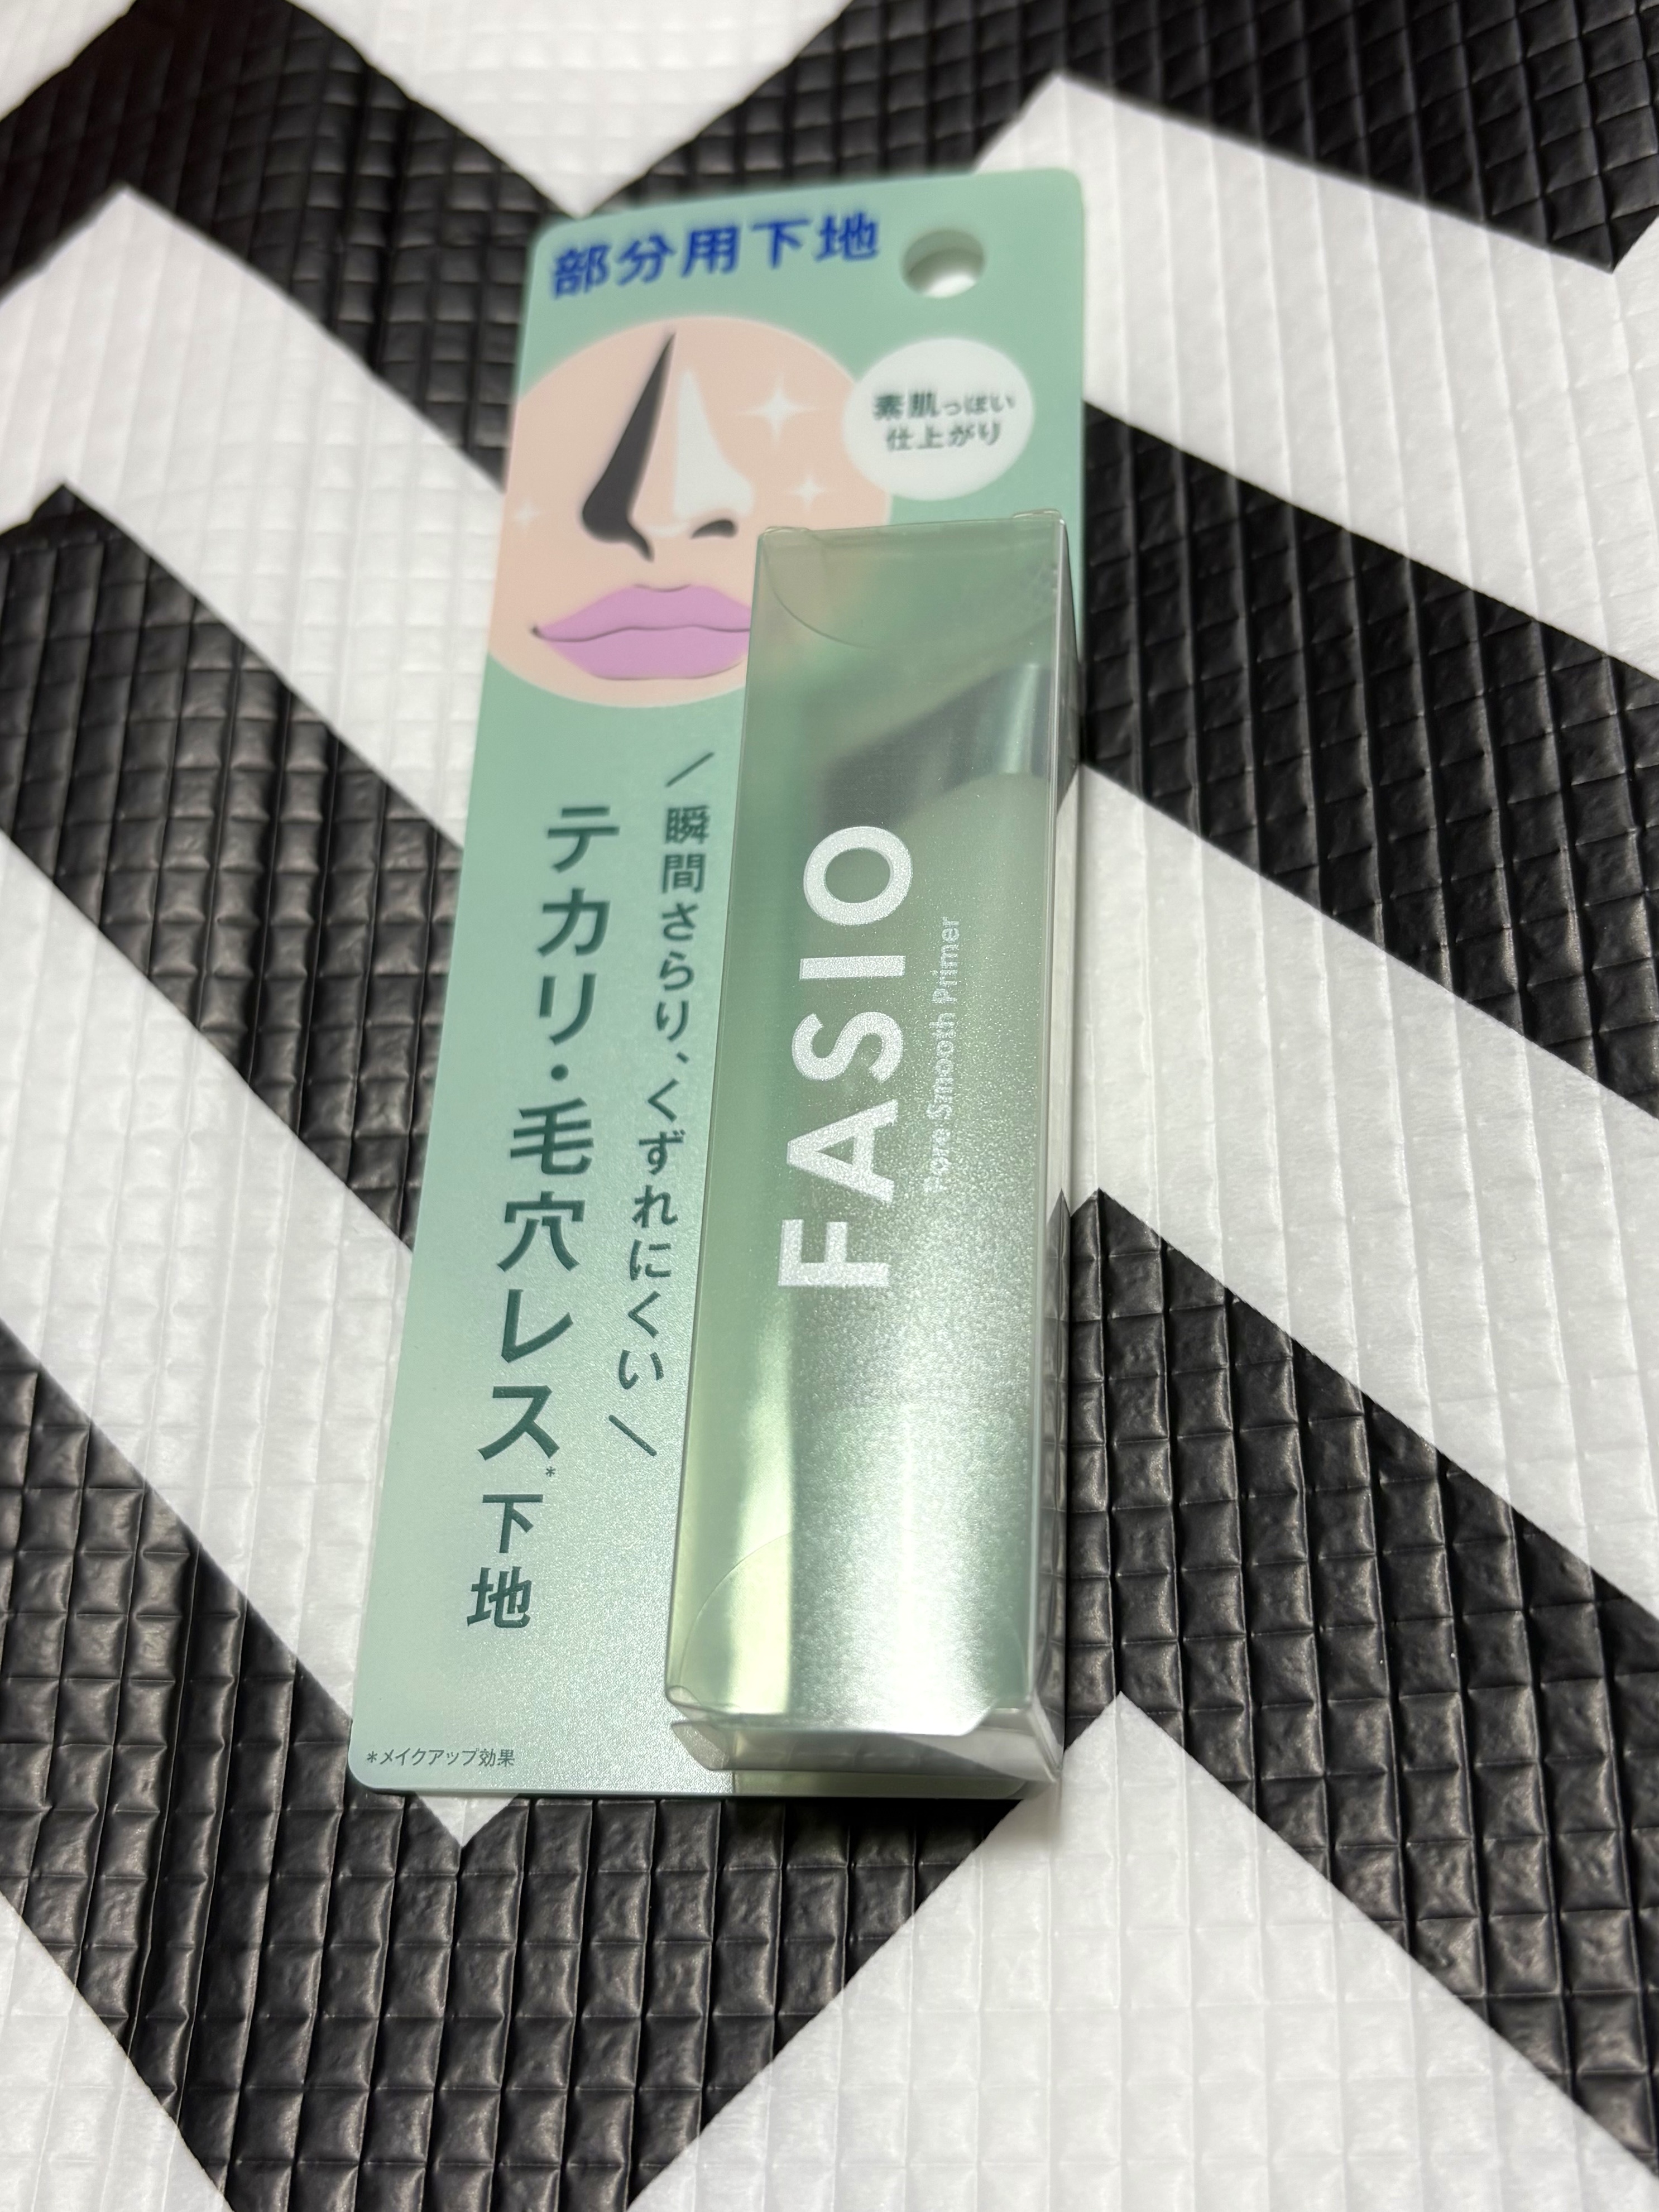 部分用下地
素肌っぽい
仕上がり
瞬間さらり、くずれにくい
テカリ・毛穴レス*下地
FASIO
Pore Smooth Primer
*メイクアップ効果